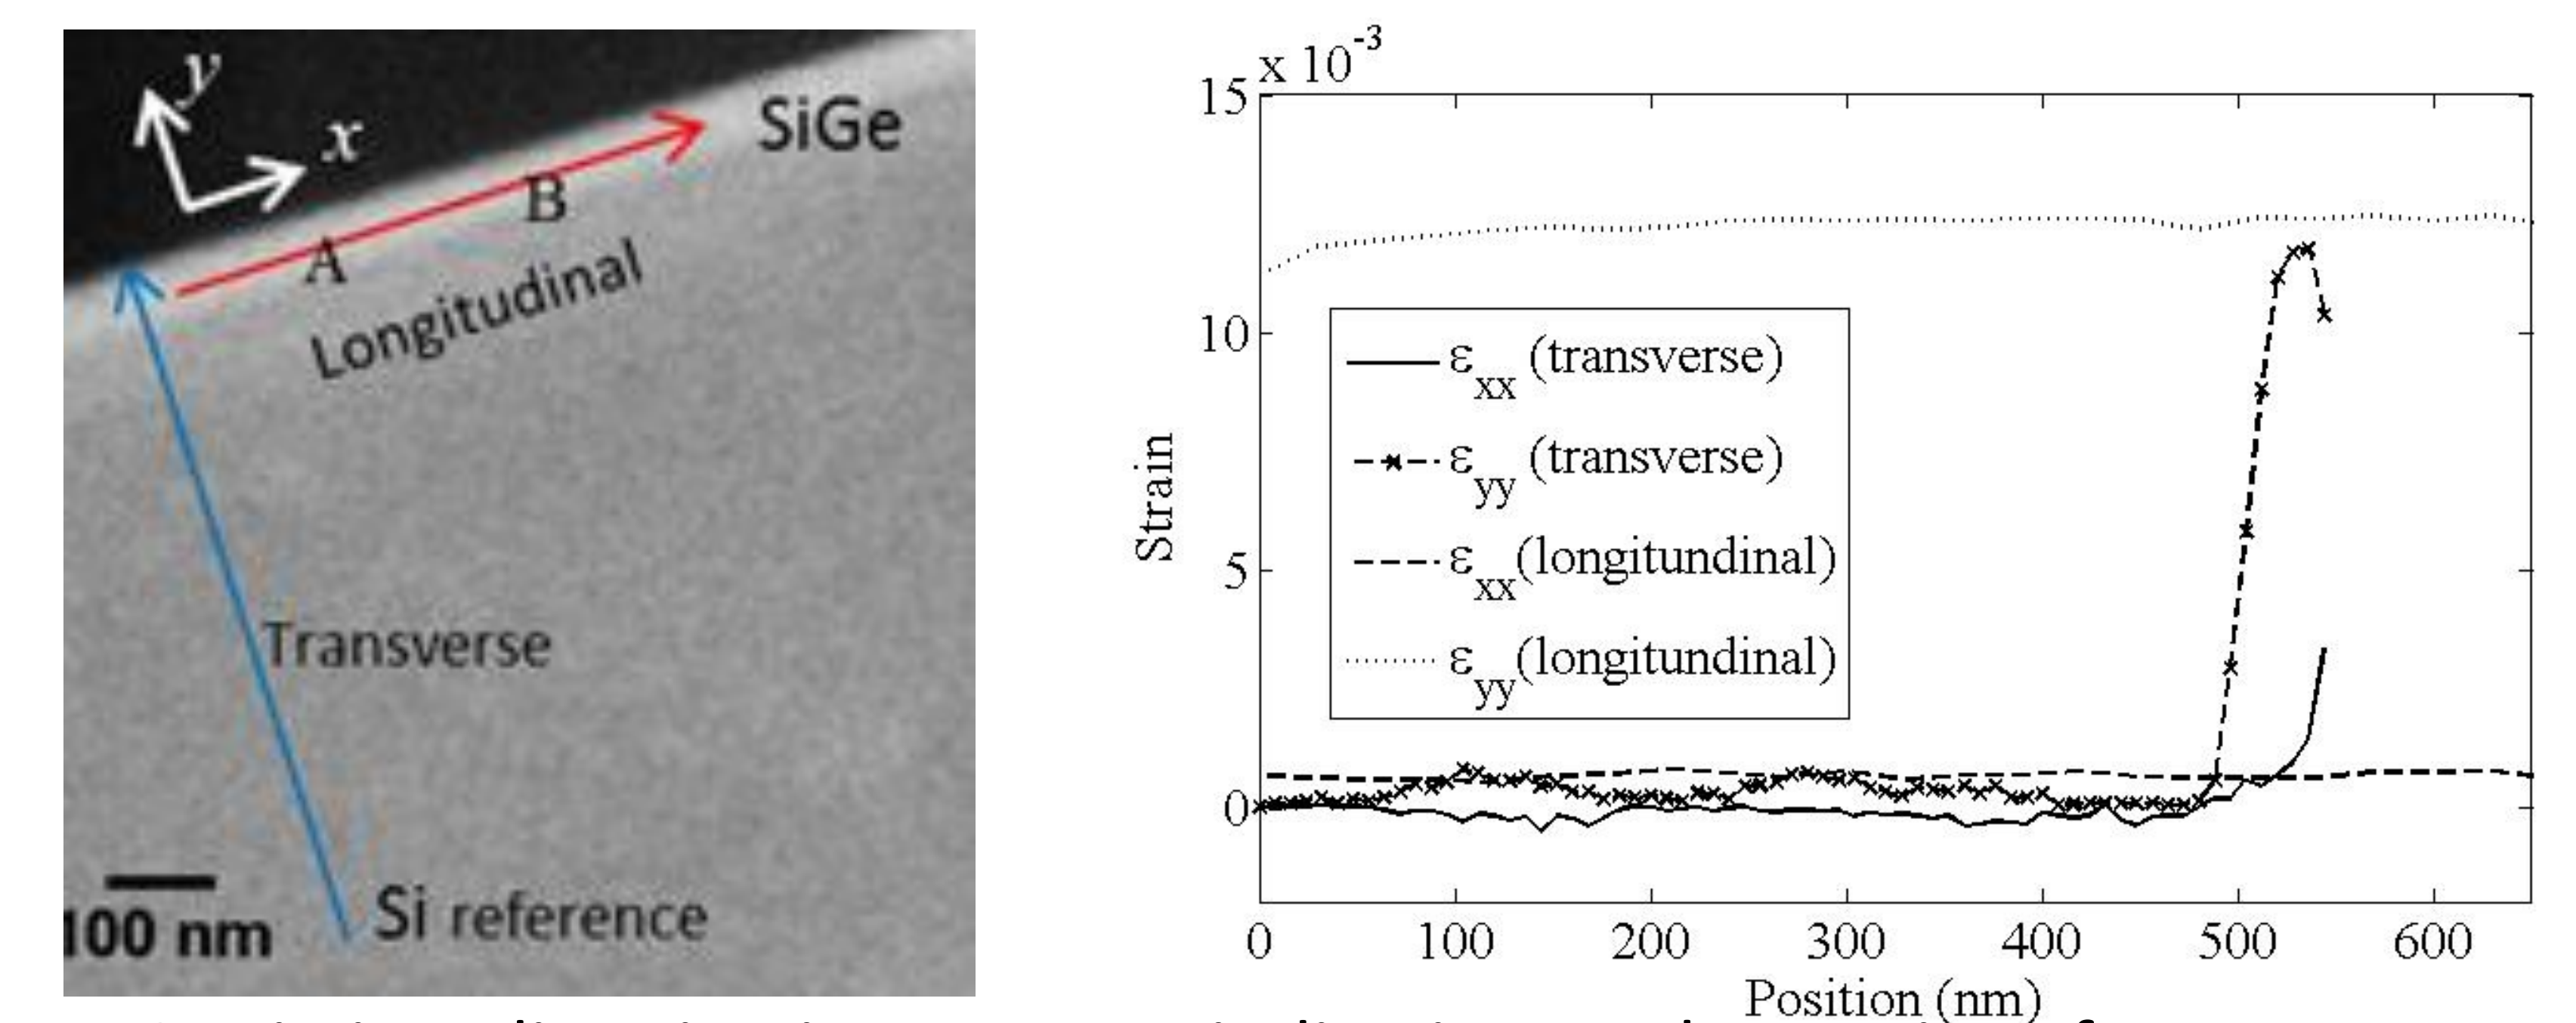 y
x
SiGe
B
A
Longitudinal
Transverse
Si reference
100 nm
x 10-3
15
10
5
0
Strain
εxx (transverse)
εyy (transverse)
εxx(longitundinal)
εyy(longitundinal)
0 100 200 300 400 500 600
Position (nm)